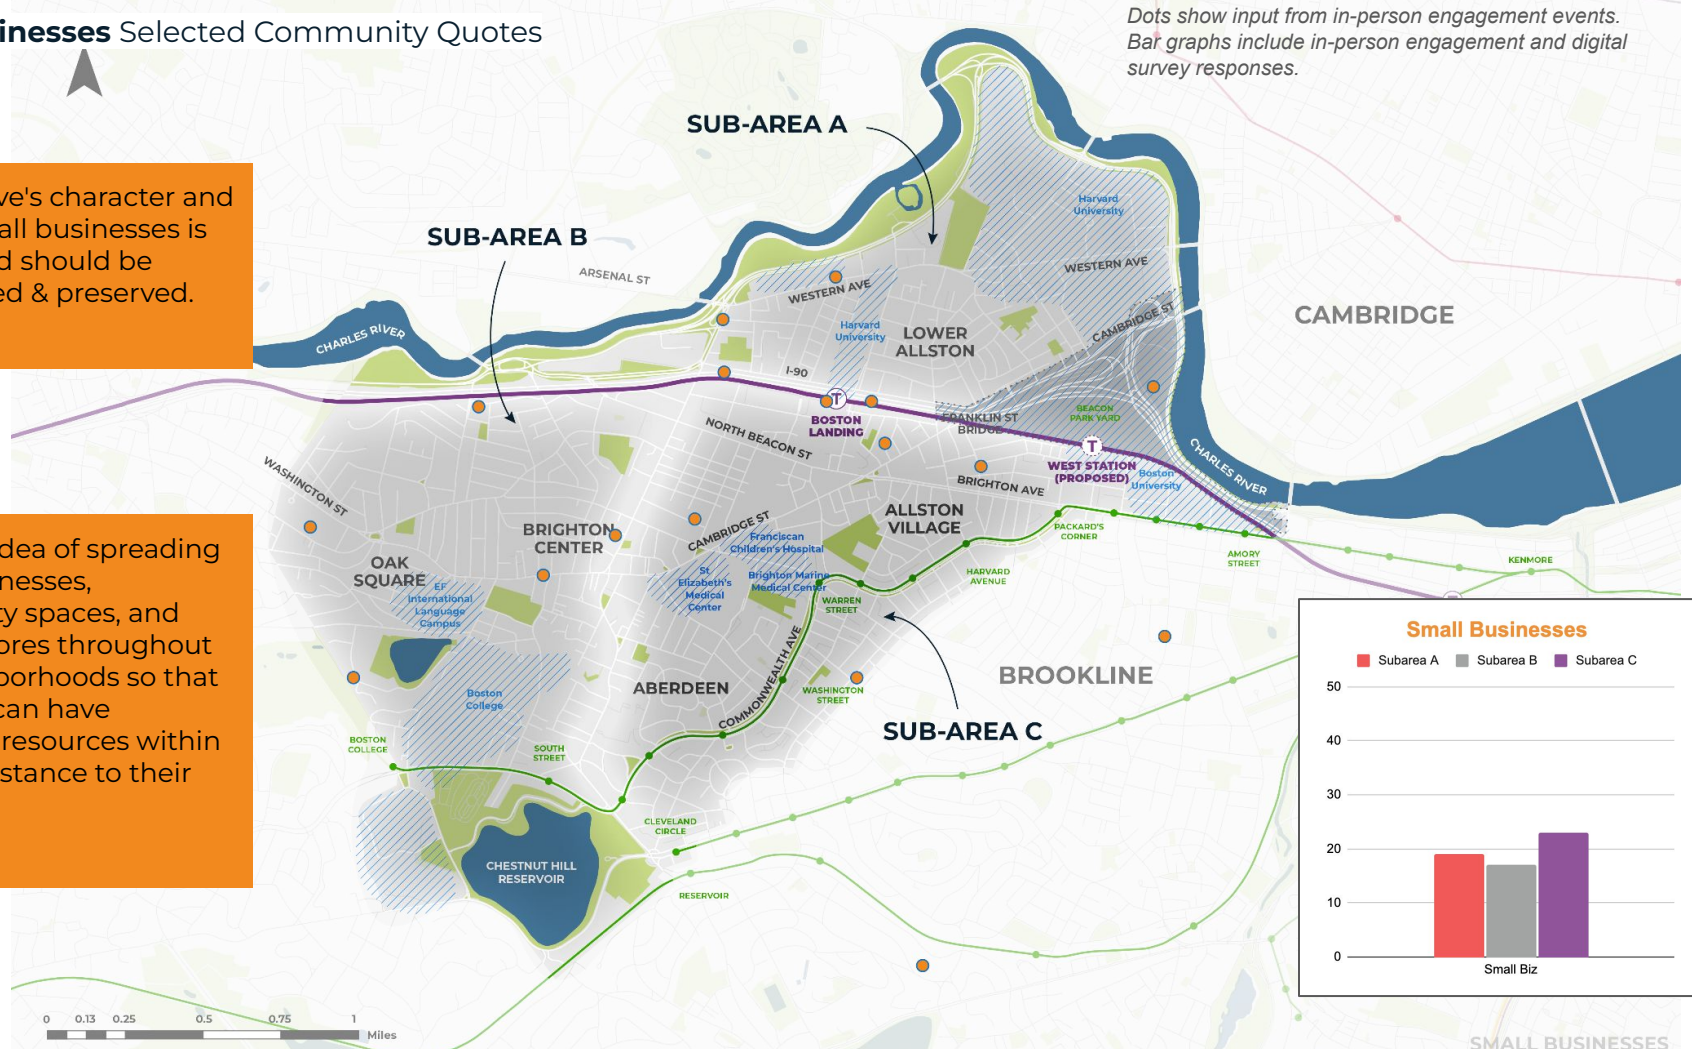 inesses Selected Community Quotes
Dots show input from in-person engagement events.
Bar graphs include in-person engagement and digital
survey responses.
ve's character and
all businesses is
d should be
ed & preserved.
dea of spreading
nesses,
ty spaces, and
ores throughout
borhoods so that
can have
resources within
stance to their
SUB-AREA A
SUB-AREA B
SUB-AREA C
ARSENAL ST
CHARLES RIVER
WESTERN AVE
Harvard
University
WESTERN AVE
Harvard
University
LOWER
ALLSTON
CAMBRIDGE ST
CAMBRIDGE
I-90
T
BOSTON
LANDING
FRANKLIN ST
BRIDGE
BEACON
PARK YARD
T
WEST STATION
(PROPOSED)
Boston
University
CHARLES RIVER
NORTH BEACON ST
BRIGHTON AVE
WASHINGTON ST
ALLSTON
VILLAGE
BRIGHTON
CENTER
CAMBRIDGE ST
Franciscan
Children's Hospital
PACKARD'S
CORNER
AMORY
STREET
KENMORE
OAK
SQUARE
EF
International
Language
Campus
St
Elizabeth's
Medical
Center
Brighton Marine
Medical Center
WARREN
STREET
HARVARD
AVENUE
ABERDEEN
COMMONWEALTH AVE
WASHINGTON
STREET
BROOKLINE
Boston
College
BOSTON
COLLEGE
SOUTH
STREET
CLEVELAND
CIRCLE
CHESTNUT HILL
RESERVOIR
RESERVOIR
Small Businesses
Subarea A Subarea B Subarea C
50
40
30
20
10
0
Small Biz
0 0.13 0.25 0.5 0.75 1
Miles
SMALL BUSINESSES